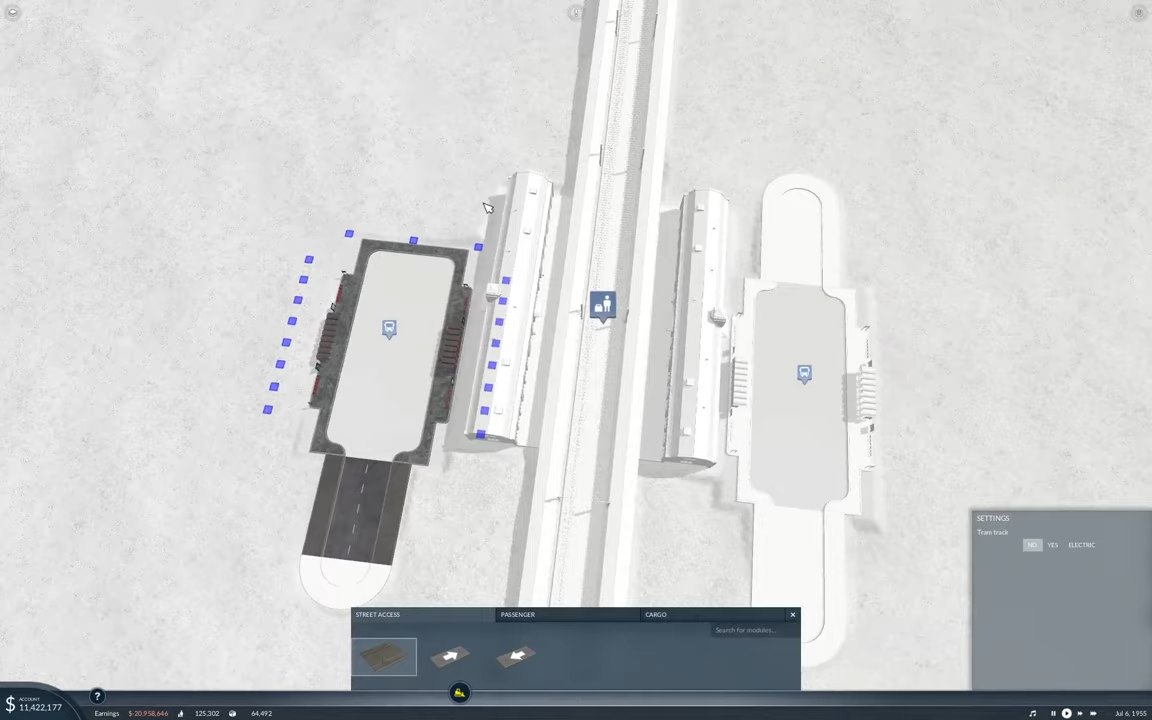 SETTINGS
Tram track
NO YES ELECTRIC
STREET ACCESS PASSENGER CARGO ×
Search for modules...
?
$ ACCOUNT
11,422,177
Earnings $-20,958,646 125,302 64,492 Jul 6, 1955